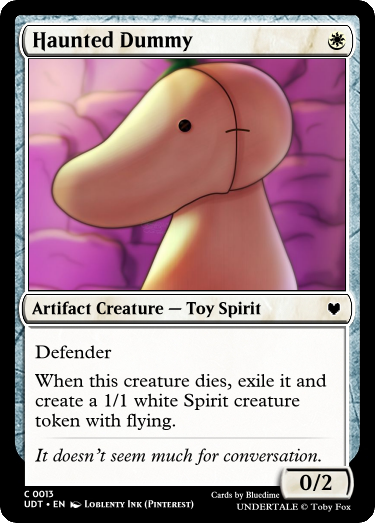 Haunted Dummy
Artifact Creature — Toy Spirit
Defender
When this creature dies, exile it and
create a 1/1 white Spirit creature
token with flying.
It doesn't seem much for conversation.
0/2
C 0013
UDT • EN Loblenty Ink (Pinterest)
Cards by Bluedime
UNDERTALE © Toby Fox